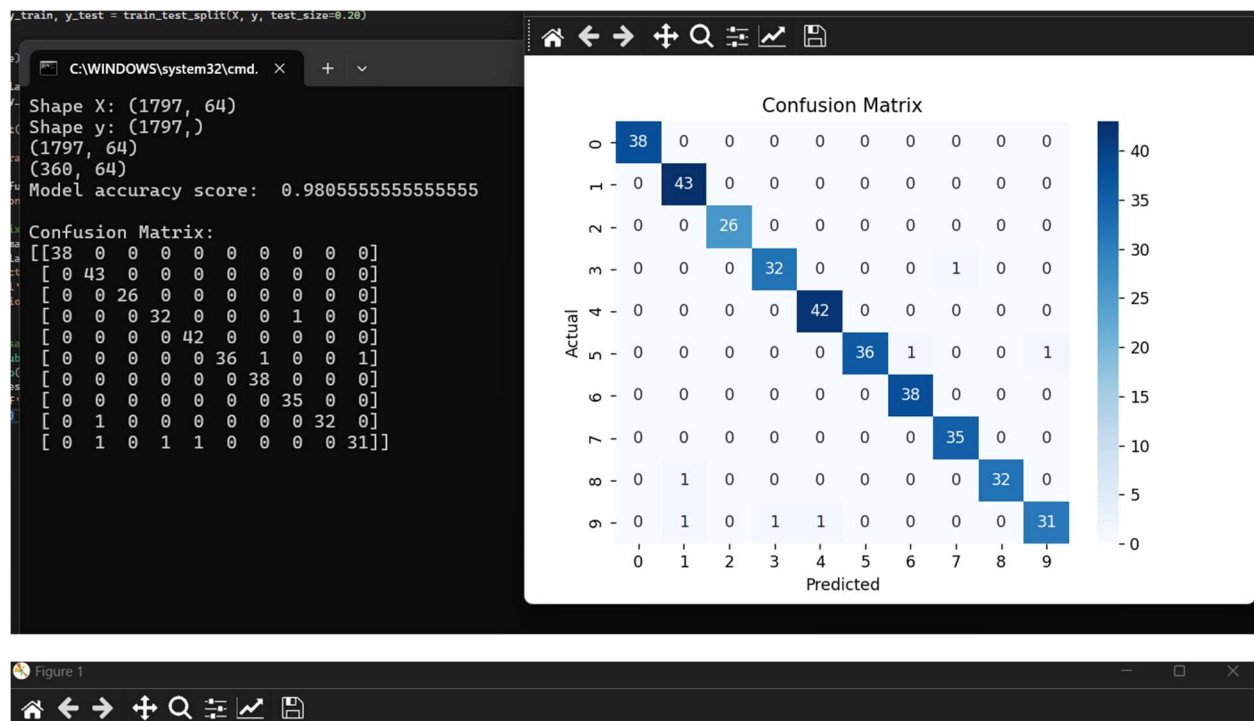 y_train, y_test = train_test_split(X, y, test_size=0.20)
C:\WINDOWS\system32\cmd.
Shape X: (1797, 64)
Shape y: (1797,)
(1797, 64)
(360, 64)
Model accuracy score:  0.9805555555555555
Confusion Matrix:
[[38  0  0  0  0  0  0  0  0  0]
[ 0 43  0  0  0  0  0  0  0  0]
[ 0  0 26  0  0  0  0  0  0  0]
[ 0  0  0 32  0  0  0  1  0  0]
[ 0  0  0  0 42  0  0  0  0  0]
[ 0  0  0  0  0 36  1  0  0  1]
[ 0  0  0  0  0  0 38  0  0  0]
[ 0  0  0  0  0  0  0 35  0  0]
[ 0  1  0  0  0  0  0  0 32  0]
[ 0  1  0  1  1  0  0  0  0 31]]
Confusion Matrix
0 38 0 0 0 0 0 0 0 0 0
1 0 43 0 0 0 0 0 0 0 0
2 0 0 26 0 0 0 0 0 0 0
3 0 0 0 32 0 0 0 1 0 0
4 0 0 0 0 42 0 0 0 0 0
5 0 0 0 0 0 36 1 0 0 1
6 0 0 0 0 0 0 38 0 0 0
7 0 0 0 0 0 0 0 35 0 0
8 0 1 0 0 0 0 0 0 32 0
9 0 1 0 1 1 0 0 0 0 31
0 1 2 3 4 5 6 7 8 9
Actual
Predicted
40
35
30
25
20
15
10
5
0
Figure 1